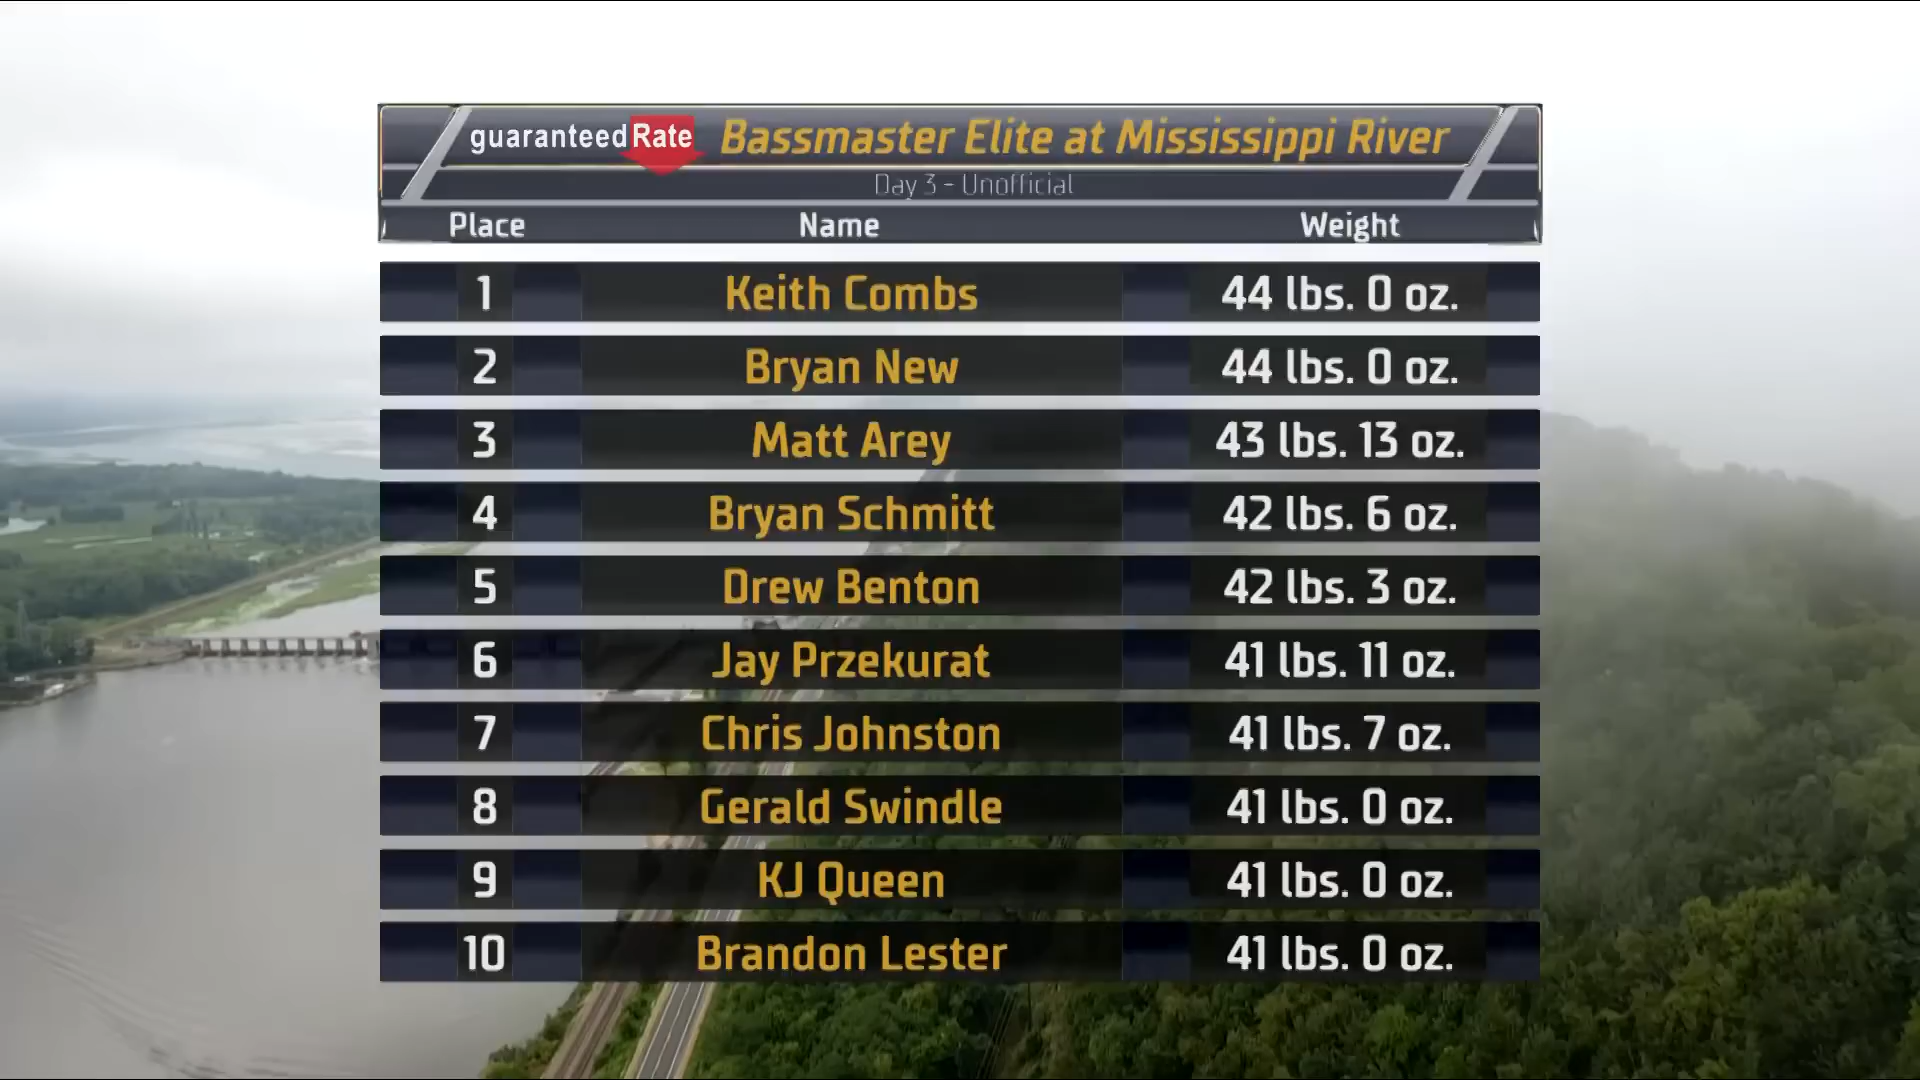 guaranteed Rate Bassmaster Elite at Mississippi River
Day 3 - Unofficial
Place Name Weight
1 Keith Combs 44 lbs. 0 oz.
2 Bryan New 44 lbs. 0 oz.
3 Matt Arey 43 lbs. 13 oz.
4 Bryan Schmitt 42 lbs. 6 oz.
5 Drew Benton 42 lbs. 3 oz.
6 Jay Przekurat 41 lbs. 11 oz.
7 Chris Johnston 41 lbs. 7 oz.
8 Gerald Swindle 41 lbs. 0 oz.
9 KJ Queen 41 lbs. 0 oz.
10 Brandon Lester 41 lbs. 0 oz.